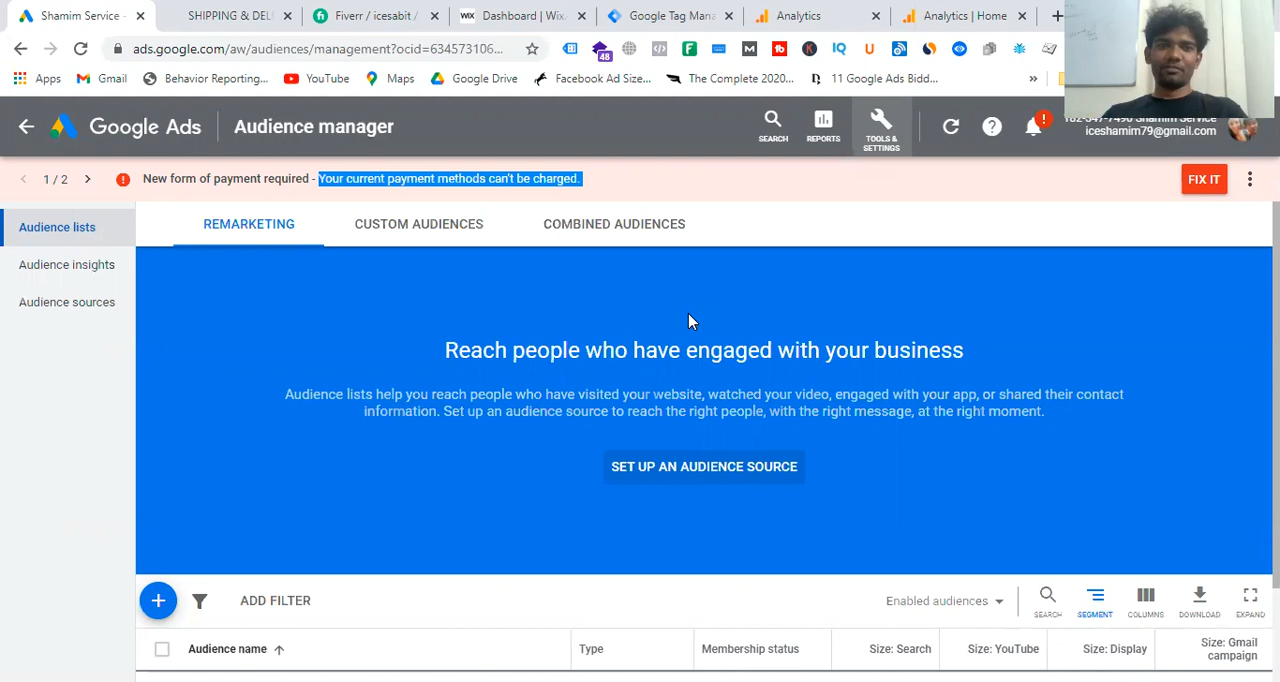 Shamim Service -
SHIPPING & DEL
Fiverr / icesabit /
WIX Dashboard | Wix.
Google Tag Mana
Analytics
Analytics | Home
ads.google.com/aw/audiences/management?ocid=634573106...
48
Apps
Gmail
Behavior Reporting...
YouTube
Maps
Google Drive
Facebook Ad Size...
The Complete 2020...
11 Google Ads Bidd...
»
Google Ads
Audience manager
SEARCH
REPORTS
TOOLS &
SETTINGS
Shamim Service
iceshamim79@gmail.com
1 / 2
New form of payment required - Your current payment methods can't be charged.
FIX IT
Audience lists
Audience insights
Audience sources
REMARKETING
CUSTOM AUDIENCES
COMBINED AUDIENCES
Reach people who have engaged with your business
Audience lists help you reach people who have visited your website, watched your video, engaged with your app, or shared their contact
information. Set up an audience source to reach the right people, with the right message, at the right moment.
SET UP AN AUDIENCE SOURCE
ADD FILTER
Enabled audiences
SEARCH
SEGMENT
COLUMNS
DOWNLOAD
EXPAND
Audience name
Type
Membership status
Size: Search
Size: YouTube
Size: Display
Size: Gmail
campaign